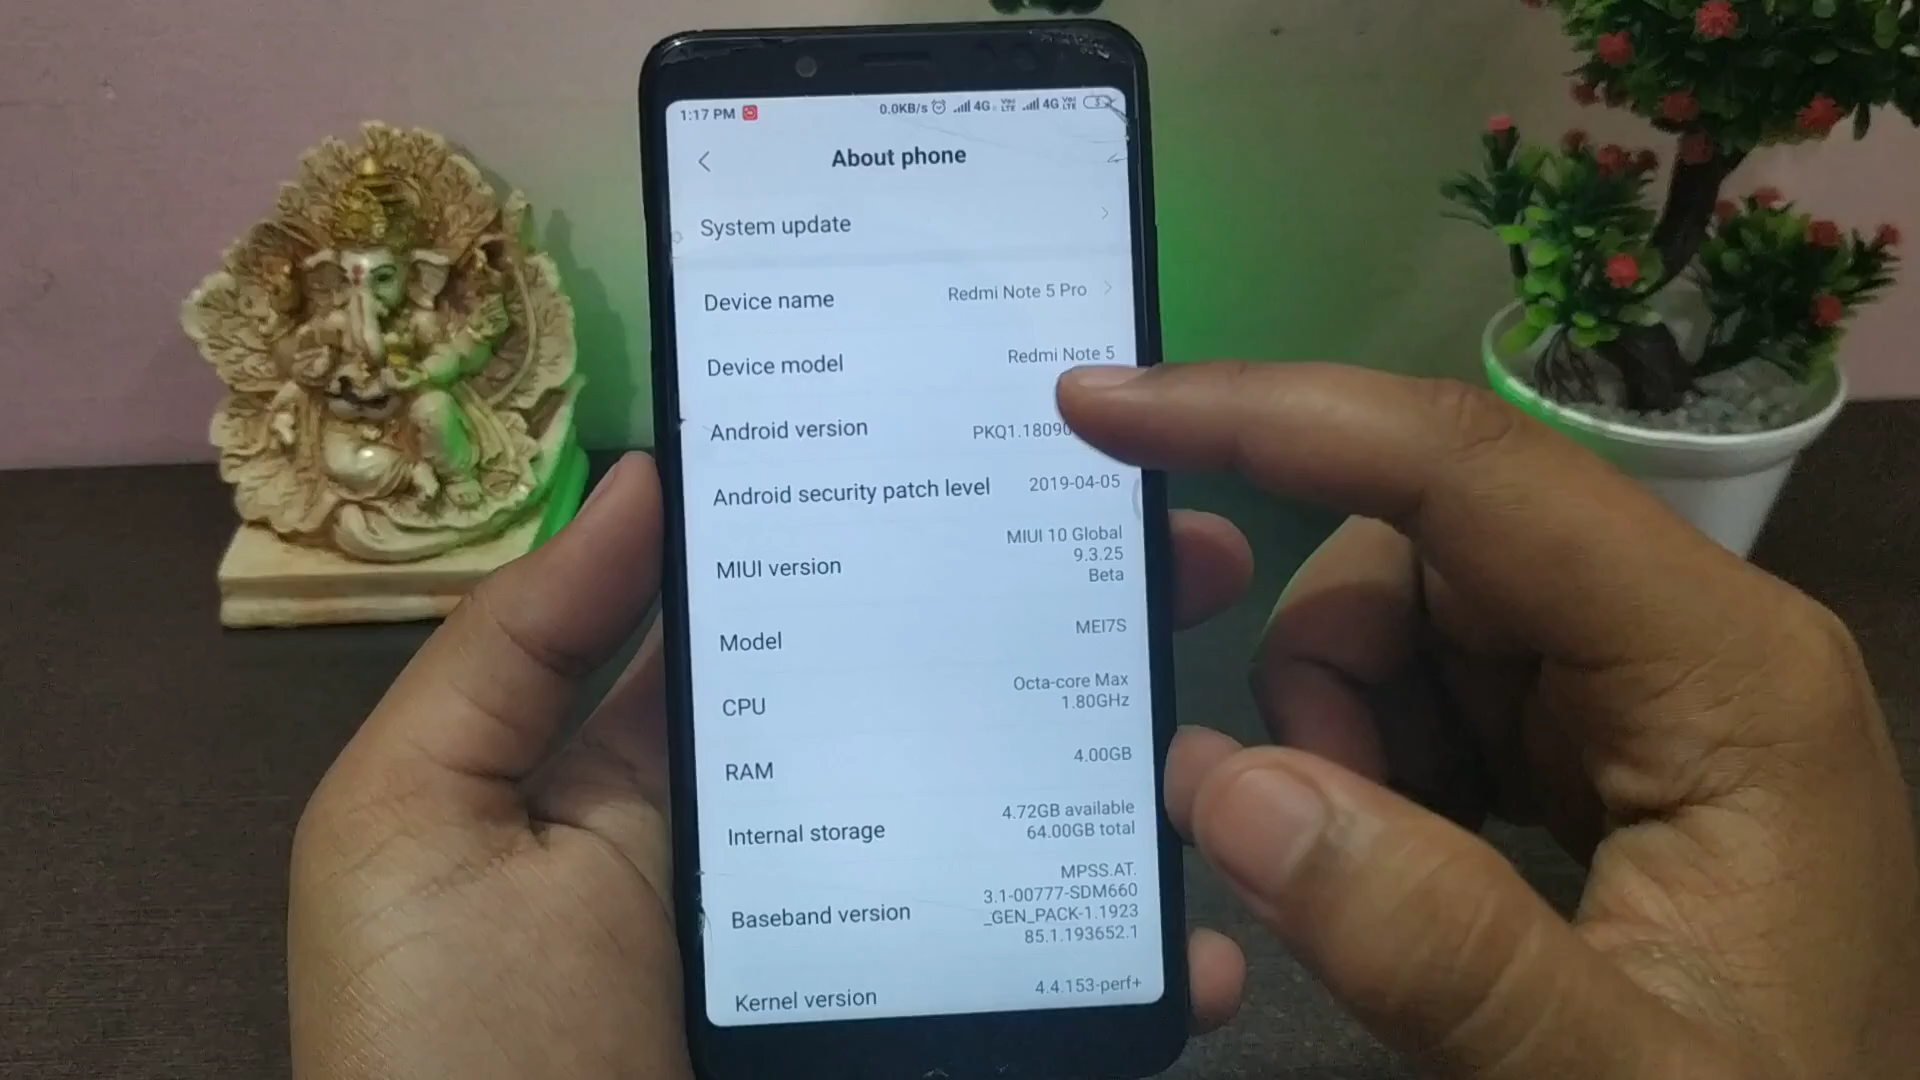 1:17 PM 0.0KB/s 4G VoLTE 4G VoLTE
About phone
System update
Device name Redmi Note 5 Pro
Device model Redmi Note 5
Android version PKQ1.18090
Android security patch level 2019-04-05
MIUI version MIUI 10 Global
9.3.25
Beta
Model MEI7S
CPU Octa-core Max
1.80GHz
RAM 4.00GB
Internal storage 4.72GB available
64.00GB total
Baseband version MPSS.AT.
3.1-00777-SDM660
_GEN_PACK-1.1923
85.1.193652.1
Kernel version 4.4.153-perf+